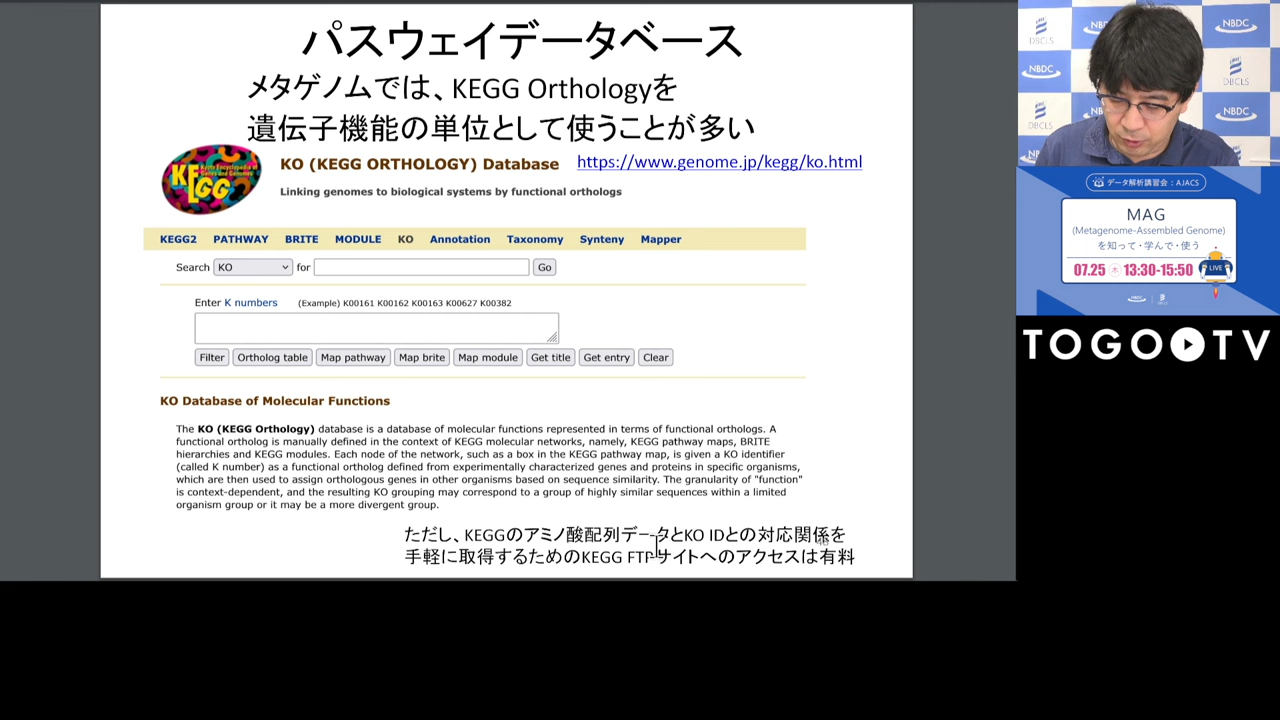 パスウェイデータベース
メタゲノムでは、KEGG Orthologyを
遺伝子機能の単位として使うことが多い
KEGG
Kyoto Encyclopedia of Genes and Genomes
KO (KEGG ORTHOLOGY) Database
https://www.genome.jp/kegg/ko.html
Linking genomes to biological systems by functional orthologs
KEGG2 PATHWAY BRITE MODULE KO Annotation Taxonomy Synteny Mapper
Search KO for Go
Enter K numbers (Example) K00161 K00162 K00163 K00627 K00382
Filter Ortholog table Map pathway Map brite Map module Get title Get entry Clear
KO Database of Molecular Functions
The KO (KEGG Orthology) database is a database of molecular functions represented in terms of functional orthologs. A
functional ortholog is manually defined in the context of KEGG molecular networks, namely, KEGG pathway maps, BRITE
hierarchies and KEGG modules. Each node of the network, such as a box in the KEGG pathway map, is given a KO identifier
(called K number) as a functional ortholog defined from experimentally characterized genes and proteins in specific organisms,
which are then used to assign orthologous genes in other organisms based on sequence similarity. The granularity of "function"
is context-dependent, and the resulting KO grouping may correspond to a group of highly similar sequences within a limited
organism group or it may be a more divergent group.
ただし、KEGGのアミノ酸配列データとKO IDとの対応関係を
手軽に取得するためのKEGG FTPサイトへのアクセスは有料
DBCLS NBDC
NBDC DBCLS
DBCLS NBDC
データ解析講習会：AJACS
MAG
(Metagenome-Assembled Genome)
を知って・学んで・使う
07.25 木 13:30-15:50
LIVE
NBDC DBCLS
TOGO TV